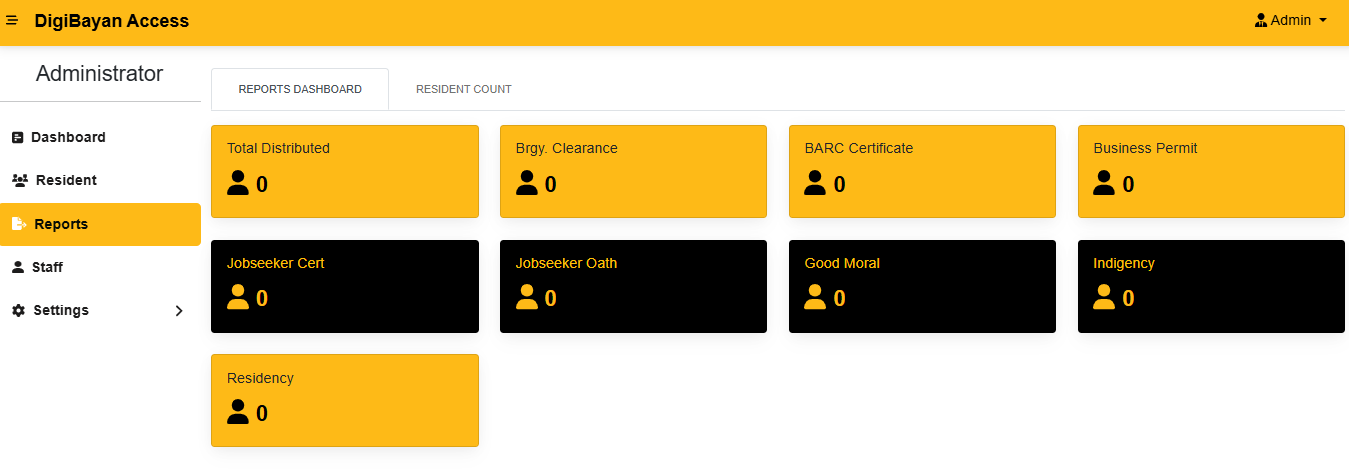 DigiBayan Access
Admin
Administrator
Dashboard
Resident
Reports
Staff
Settings
REPORTS DASHBOARD
RESIDENT COUNT
Total Distributed
0
Brgy. Clearance
0
BARC Certificate
0
Business Permit
0
Jobseeker Cert
0
Jobseeker Oath
0
Good Moral
0
Indigency
0
Residency
0